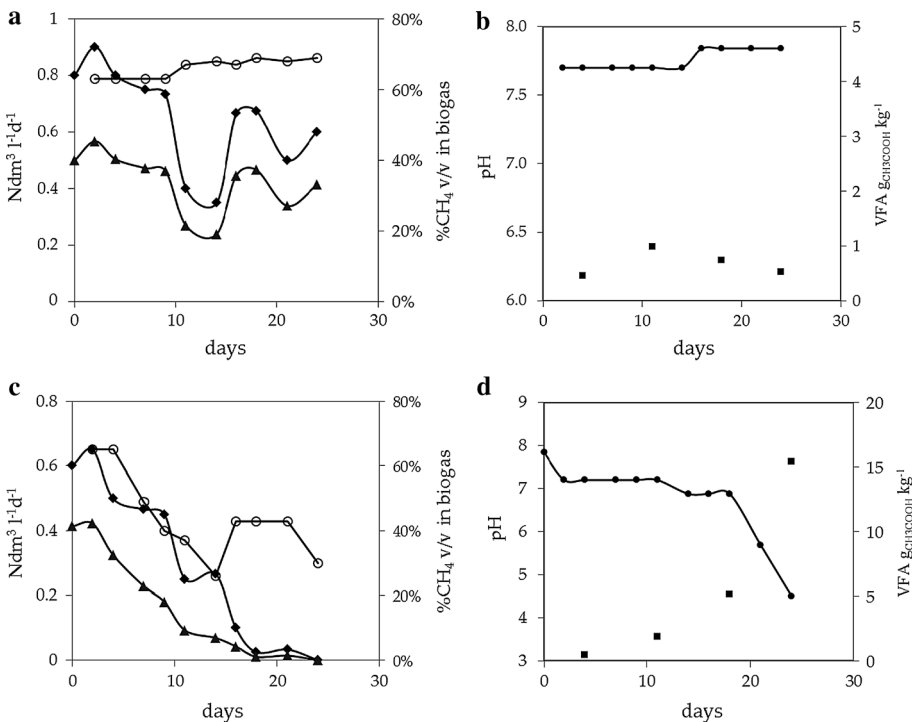 a
1
0.8
0.6
0.4
0.2
0
Ndm³ l⁻¹d⁻¹
80%
60%
40%
20%
0%
%CH₄ v/v in biogas
0 10 20 30
days
b
8.0
7.5
7.0
6.5
6.0
pH
5
4
3
2
1
0
VFA gCH3COOH kg⁻¹
0 10 20 30
days
c
0.8
0.6
0.4
0.2
0
Ndm³ l⁻¹d⁻¹
80%
60%
40%
20%
0%
%CH₄ v/v in biogas
0 10 20 30
days
d
9
8
7
6
5
4
3
pH
20
15
10
5
0
VFA gCH3COOH kg⁻¹
0 10 20 30
days